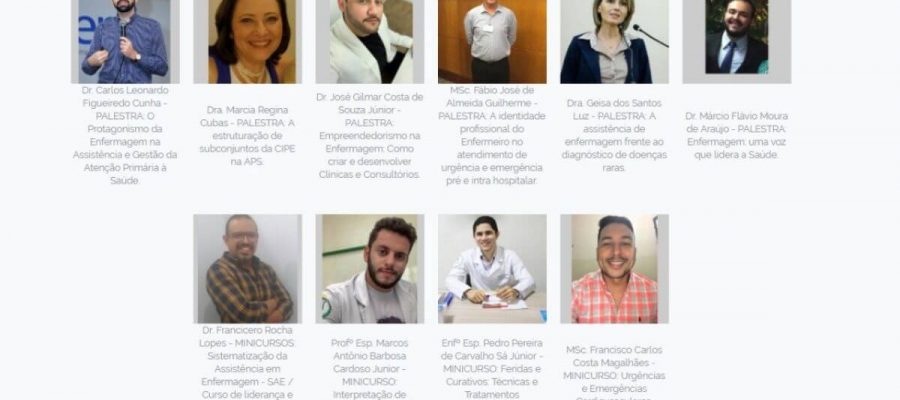 Dr. Carlos Leonardo
Figueiredo Cunha -
PALESTRA: O
Protagonismo da
Enfermagem na
Assistência e Gestão da
Atenção Primária à
Saúde.
Dra. Marcia Regina
Cubas - PALESTRA: A
estruturação de
subconjuntos da CIPE
na APS.
Dr. José Gilmar Costa de
Souza Júnior -
PALESTRA:
Empreendedorismo na
Enfermagem: Como
criar e desenvolver
Clínicas e Consultórios.
MSc. Fábio José de
Almeida Guilherme -
PALESTRA: A identidade
profissional do
Enfermeiro no
atendimento de
urgência e emergência
pré e intra hospitalar.
Dra. Geisa dos Santos
Luz - PALESTRA: A
assistência de
enfermagem frente ao
diagnóstico de doenças
raras.
Dr. Márcio Flávio Moura
de Araújo - PALESTRA:
Enfermagem: uma voz
que lidera a Saúde.
Dr. Francicero Rocha
Lopes - MINICURSOS:
Sistematização da
Assistência em
Enfermagem - SAE /
Curso de liderança e
Profº Esp. Marcos
Antônio Barbosa
Cardoso Junior -
MINICURSO:
Interpretação de
Enfº Esp. Pedro Pereira
de Carvalho Sá Júnior -
MINICURSO: Feridas e
Curativos: Técnicas e
Tratamentos
MSc. Francisco Carlos
Costa Magalhães -
MINICURSO: Urgências
e Emergências